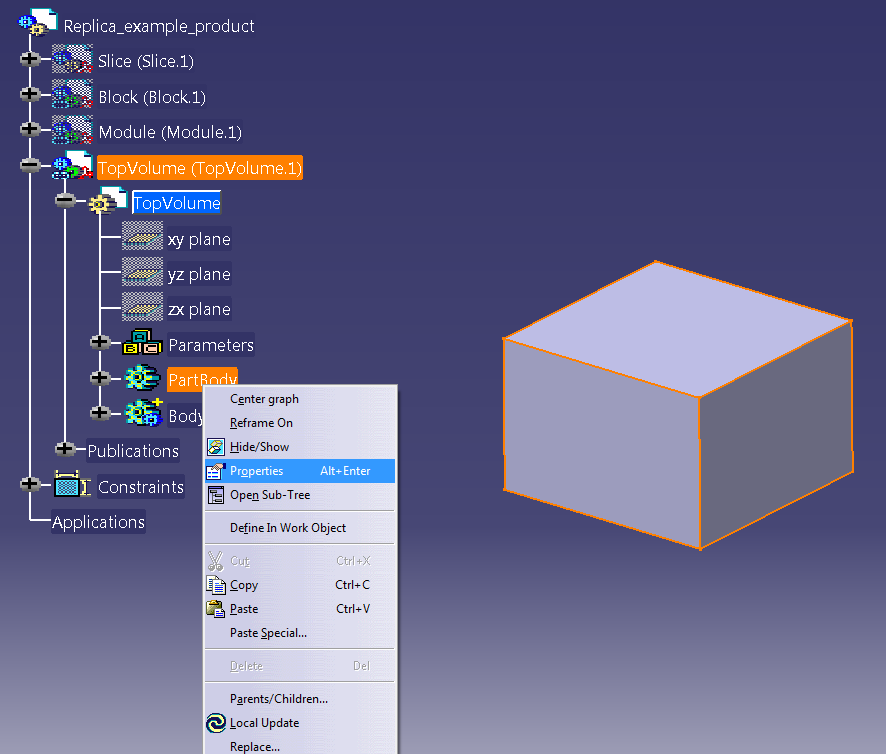 Replica_example_product
Slice (Slice.1)
Block (Block.1)
Module (Module.1)
TopVolume (TopVolume.1)
TopVolume
xy plane
yz plane
zx plane
Parameters
PartBody
Body
Publications
Constraints
Applications
Center graph
Reframe On
Hide/Show
Properties Alt+Enter
Open Sub-Tree
Define In Work Object
Cut Ctrl+X
Copy Ctrl+C
Paste Ctrl+V
Paste Special...
Delete Del
Parents/Children...
Local Update
Replace...